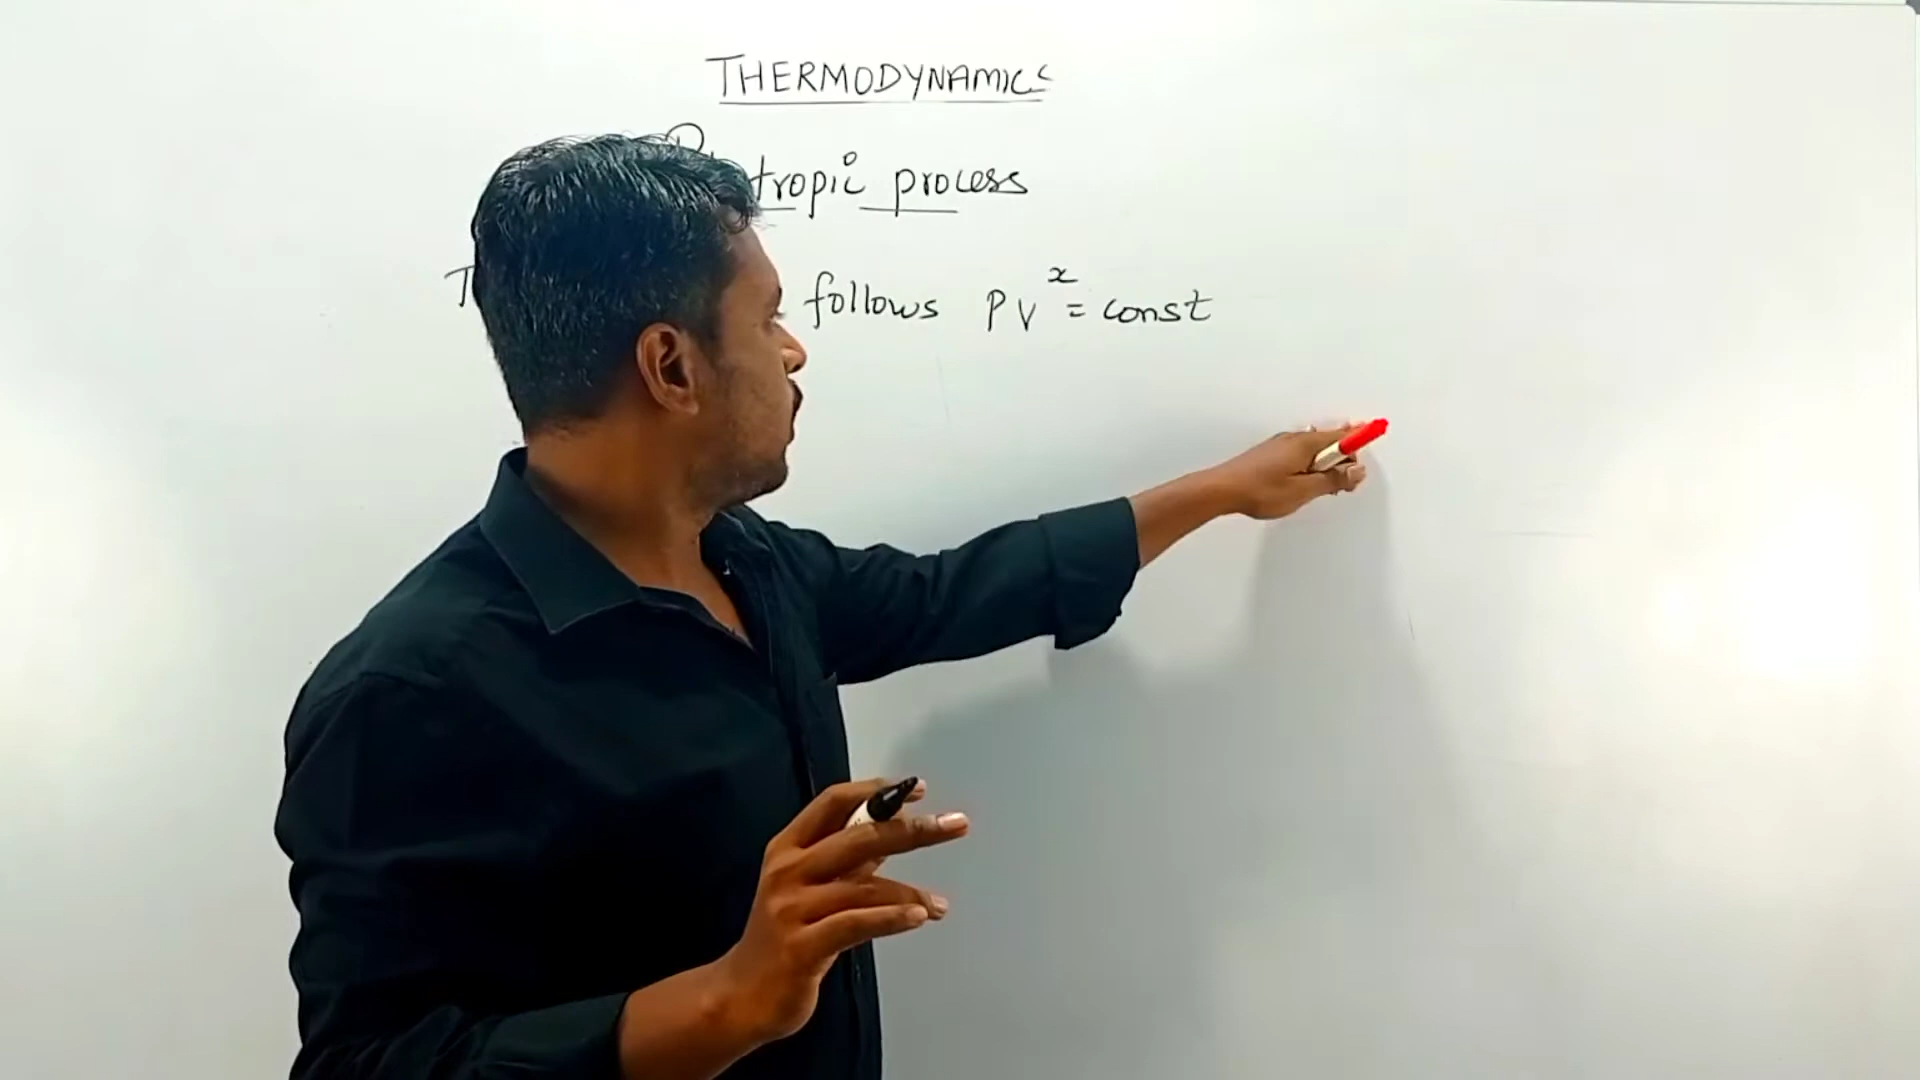 THERMODYNAMICS
tropic process
follows PV^x = const